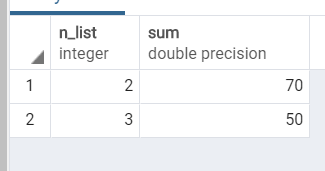 n_list sum
integer double precision
1 2 70
2 3 50